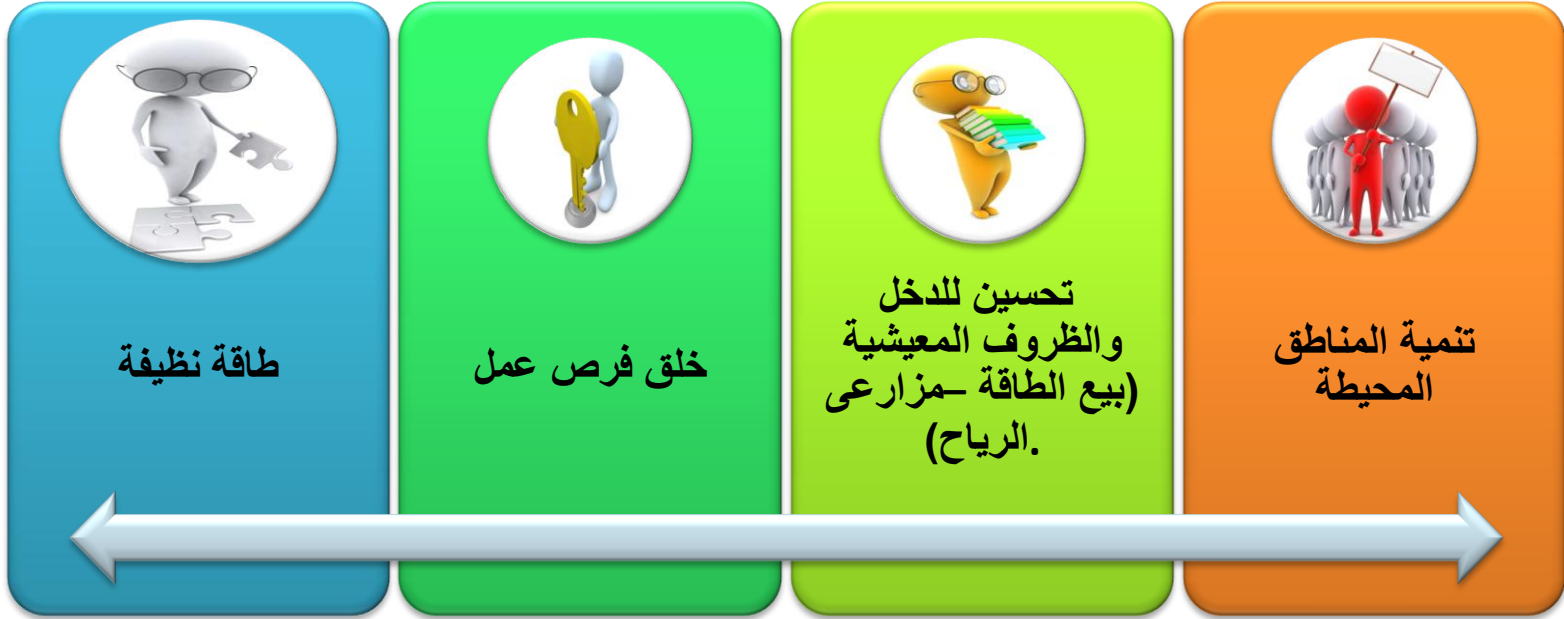 تنمية المناطق
المحيطة
تحسين للدخل
والظروف المعيشية
(بيع الطاقة –مزارعى
.الرياح)
خلق فرص عمل
طاقة نظيفة